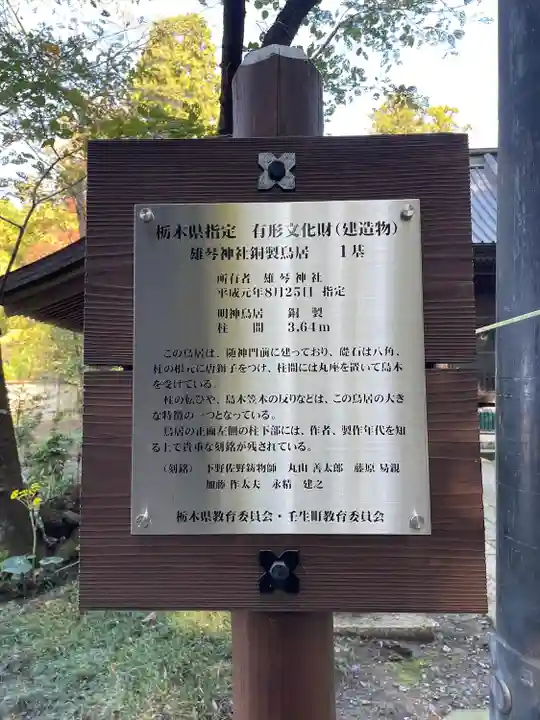 栃木県指定　有形文化財(建造物)
雄琴神社銅製鳥居　1基
所有者　雄琴神社
平成元年8月25日　指定
明神鳥居　銅製
柱間　3.64m
この鳥居は、随神門前に建っており、礎石は八角、
柱の根元に唐獅子をつけ、柱間には丸座を置いて島木
を受けている。
柱の転びや、島木笠木の反りなどは、この鳥居の大き
な特徴の一つとなっている。
鳥居の正面左側の柱下部には、作者、製作年代を知
る上で貴重な刻銘が残されている。
(刻銘)　下野佐野鋳物師　丸山善太郎　藤原易親
加藤作太夫　永精　建之
栃木県教育委員会・壬生町教育委員会